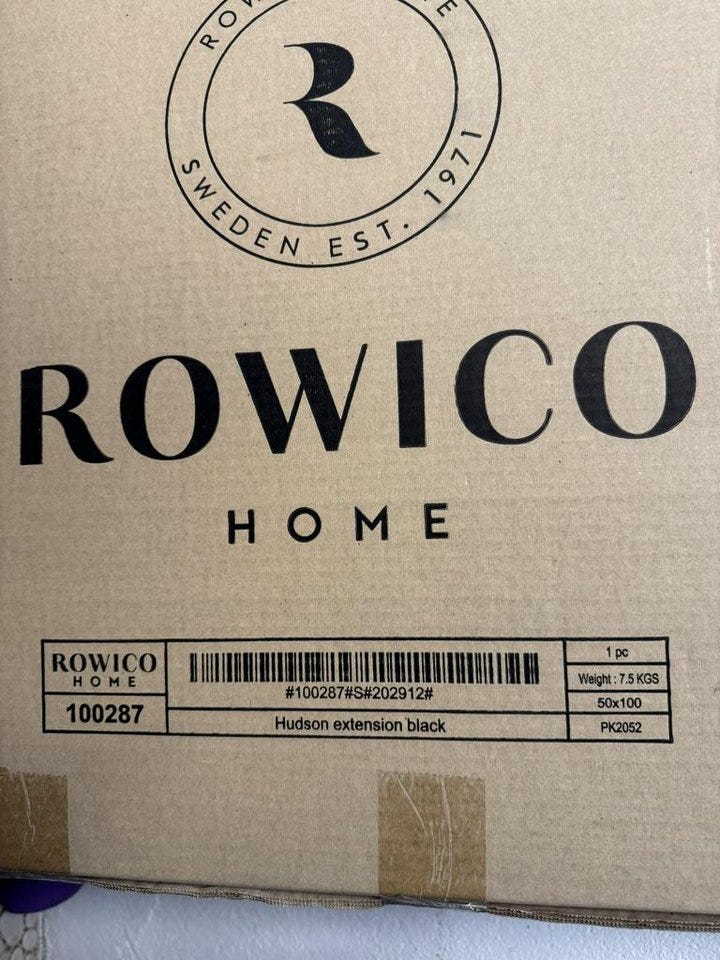 SWEDEN EST. 1971
R
ROWICO
HOME
ROWICO
HOME
100287
#100287#S#202912#
Hudson extension black
1 pc
Weight : 7.5 KGS
50x100
PK2052